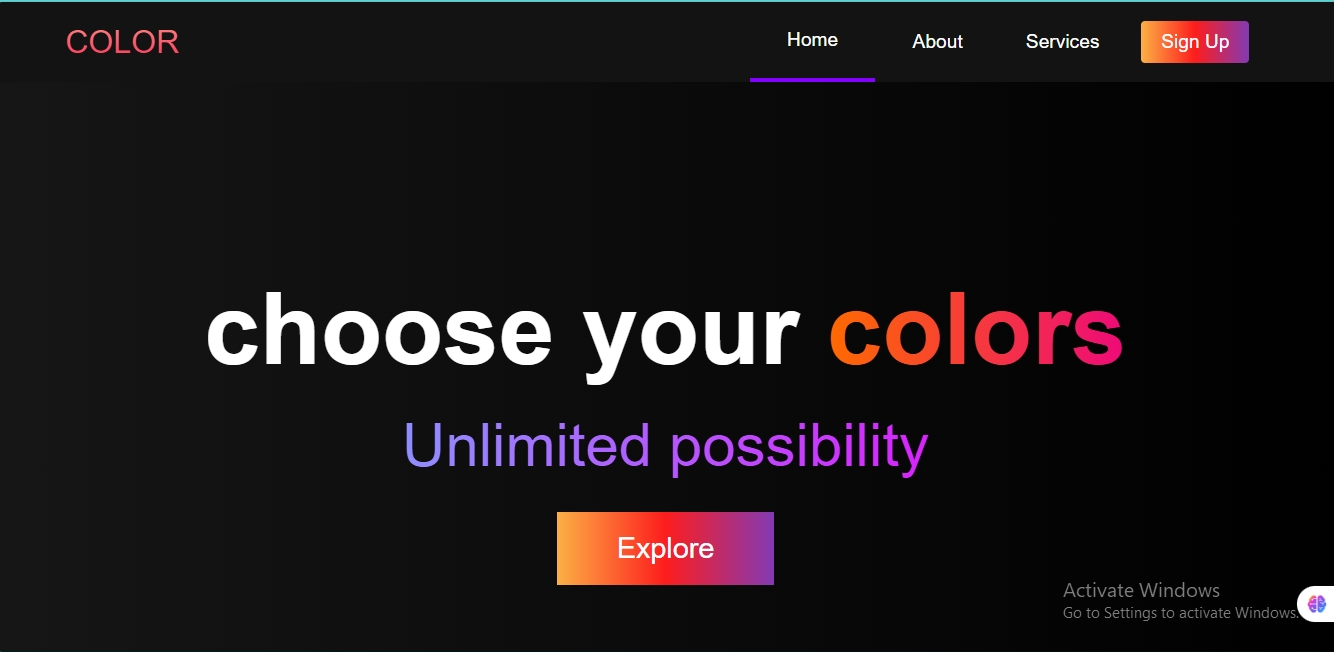 COLOR
Home About Services Sign Up
choose your colors
Unlimited possibility
Explore
Activate Windows
Go to Settings to activate Windows.